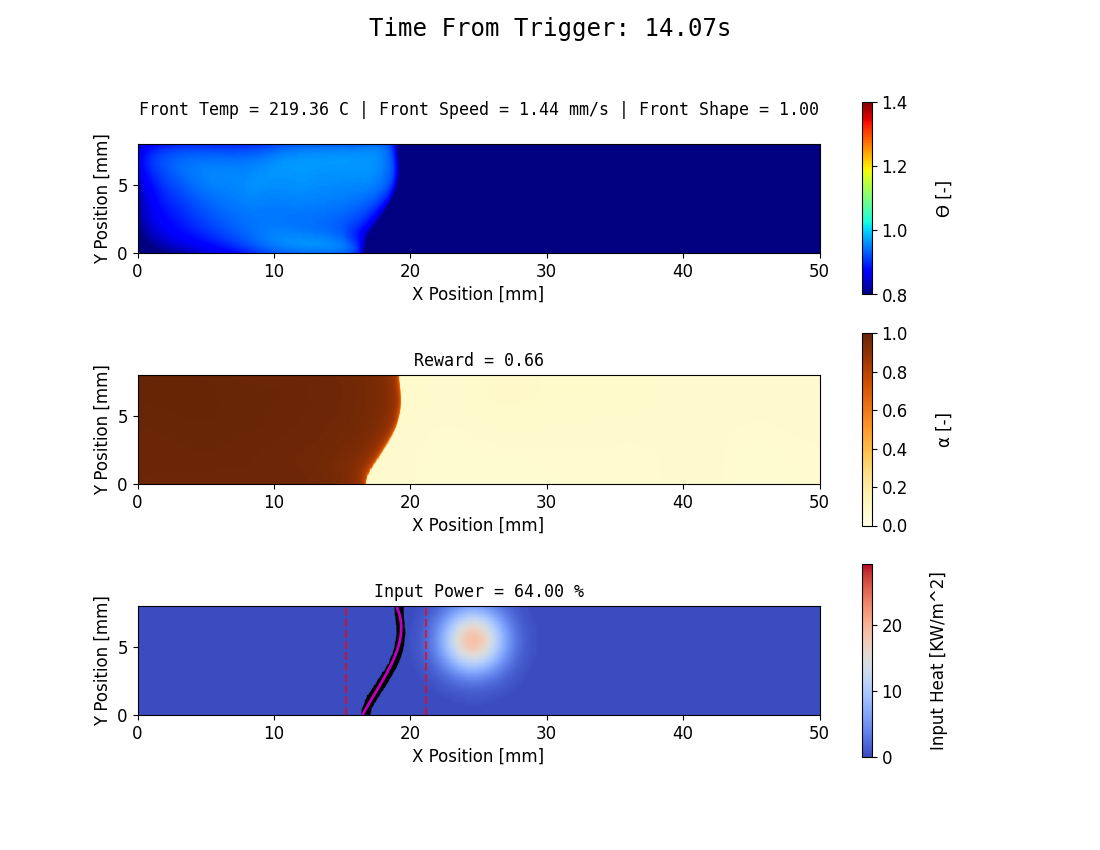 Time From Trigger: 14.07s
Front Temp = 219.36 C | Front Speed = 1.44 mm/s | Front Shape = 1.00
Y Position [mm]
5
0
0 10 20 30 40 50
X Position [mm]
1.4
1.2
1.0
0.8
Θ [-]
Reward = 0.66
Y Position [mm]
5
0
0 10 20 30 40 50
X Position [mm]
1.0
0.8
0.6
0.4
0.2
0.0
α [-]
Input Power = 64.00 %
Y Position [mm]
5
0
0 10 20 30 40 50
X Position [mm]
20
10
0
Input Heat [KW/m^2]